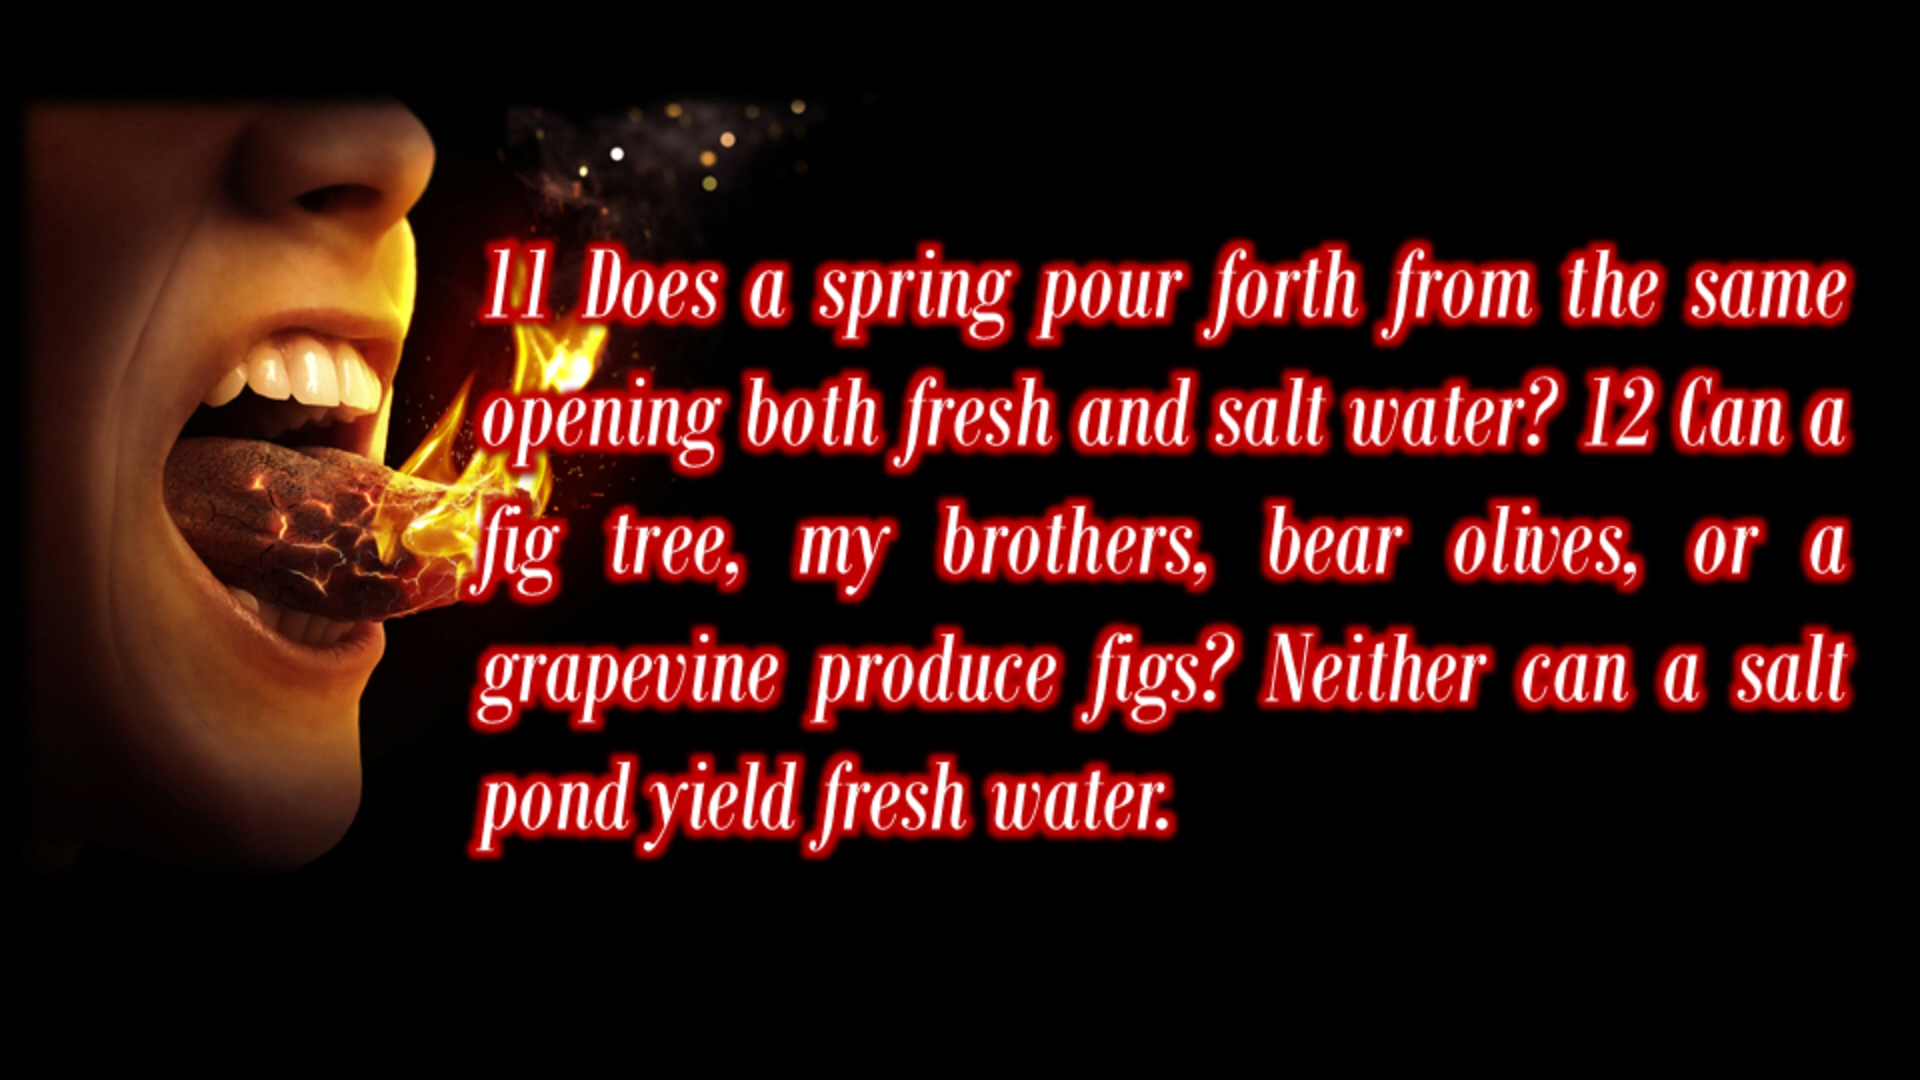 11 Does a spring pour forth from the same
opening both fresh and salt water? 12 Can a
fig tree, my brothers, bear olives, or a
grapevine produce figs? Neither can a salt
pond yield fresh water.